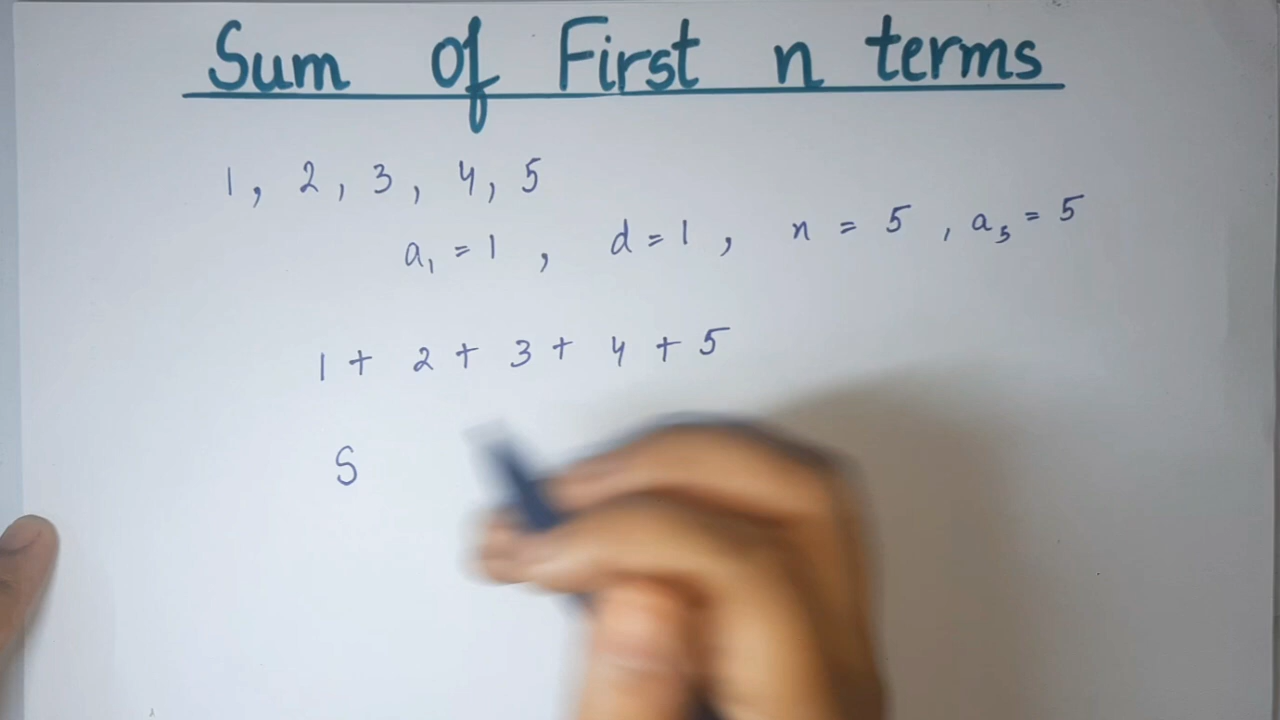 Sum of First n terms
1, 2, 3, 4, 5
a₁ = 1 , d = 1 , n = 5 , a₅ = 5
1 + 2 + 3 + 4 + 5
S